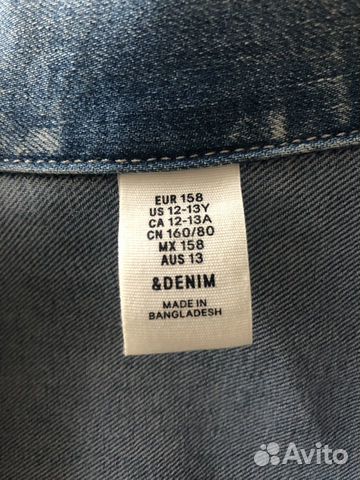 EUR 158
US 12-13Y
CA 12-13A
CN 160/80
MX 158
AUS 13
&DENIM
MADE IN
BANGLADESH
Avito